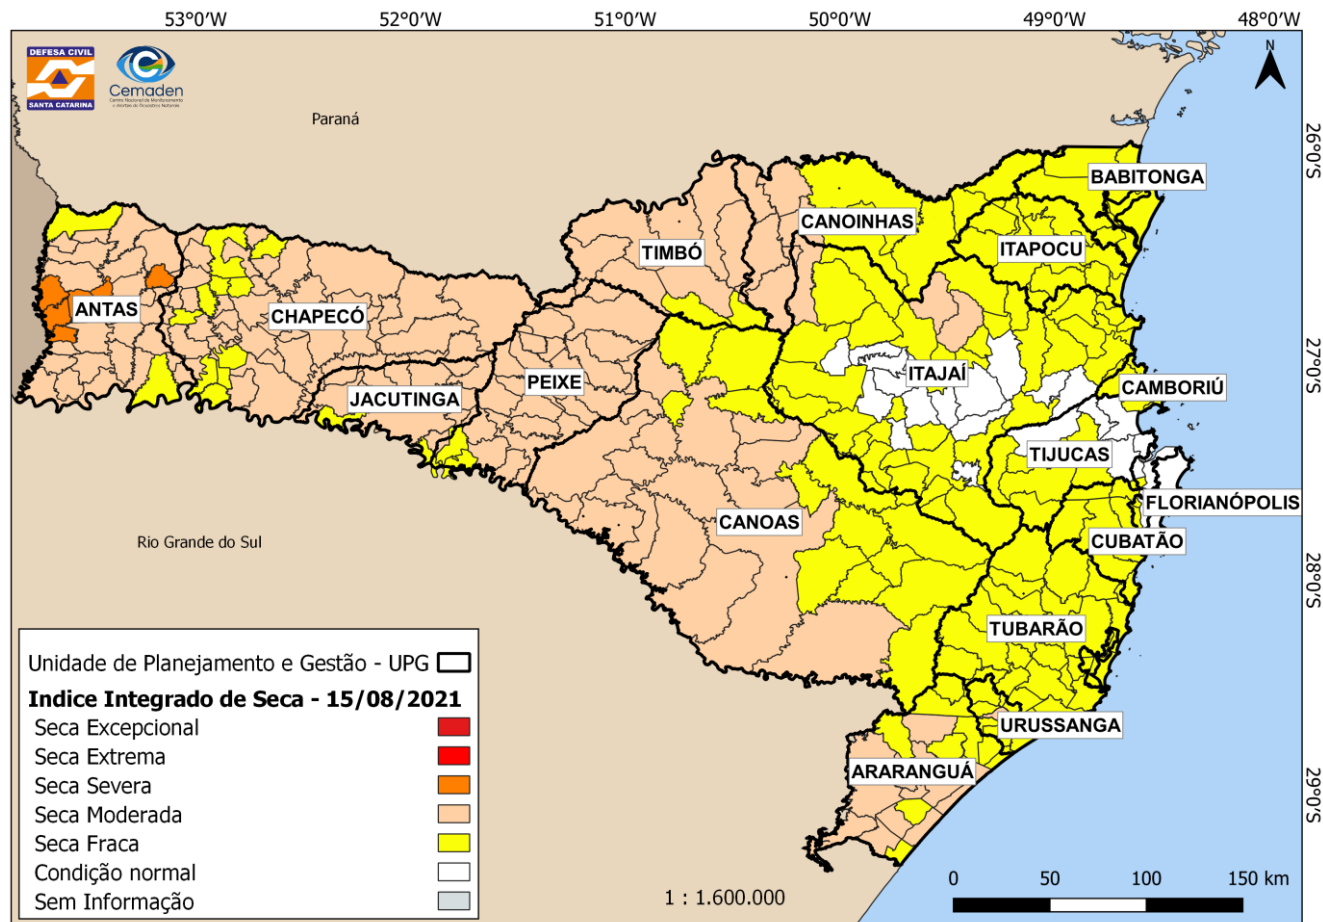 53°0'W 52°0'W 51°0'W 50°0'W 49°0'W 48°0'W
DEFESA CIVIL
SANTA CATARINA
Cemaden
N
Paraná
26°0'S
BABITONGA
CANOINHAS
ITAPOCU
TIMBÓ
ANTAS
CHAPECÓ
27°0'S
ITAJAÍ
CAMBORIÚ
PEIXE
JACUTINGA
TIJUCAS
FLORIANÓPOLIS
CANOAS
CUBATÃO
Rio Grande do Sul
28°0'S
TUBARÃO
URUSSANGA
ARARANGUÁ
29°0'S
Unidade de Planejamento e Gestão - UPG
Indice Integrado de Seca - 15/08/2021
Seca Excepcional
Seca Extrema
Seca Severa
Seca Moderada
Seca Fraca
Condição normal
Sem Informação
1 : 1.600.000
0 50 100 150 km